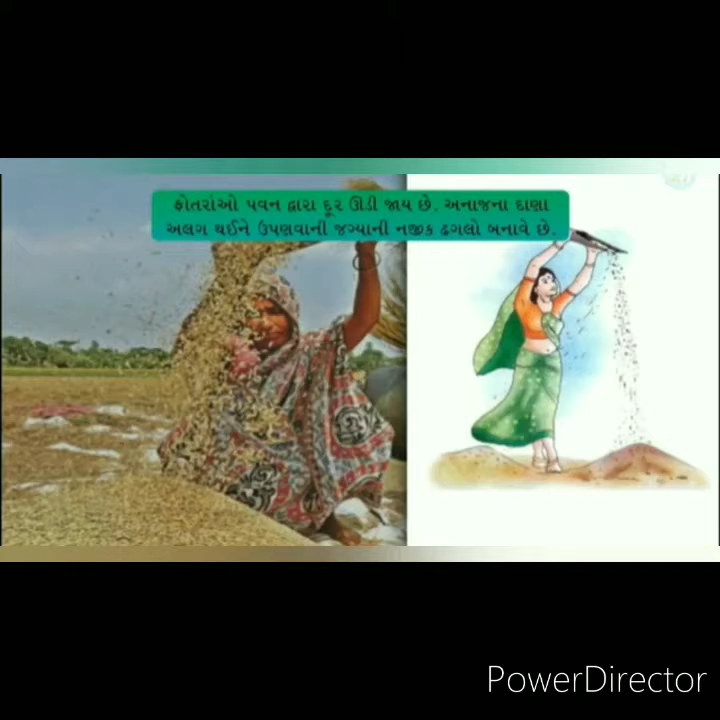 ફોતરાંઓ પવન દ્વારા દૂર ઊડી જાય છે. અનાજના દાણા
અલગ થઈને ઉપણવાની જગ્યાની નજીક ઢગલો બનાવે છે.
PowerDirector